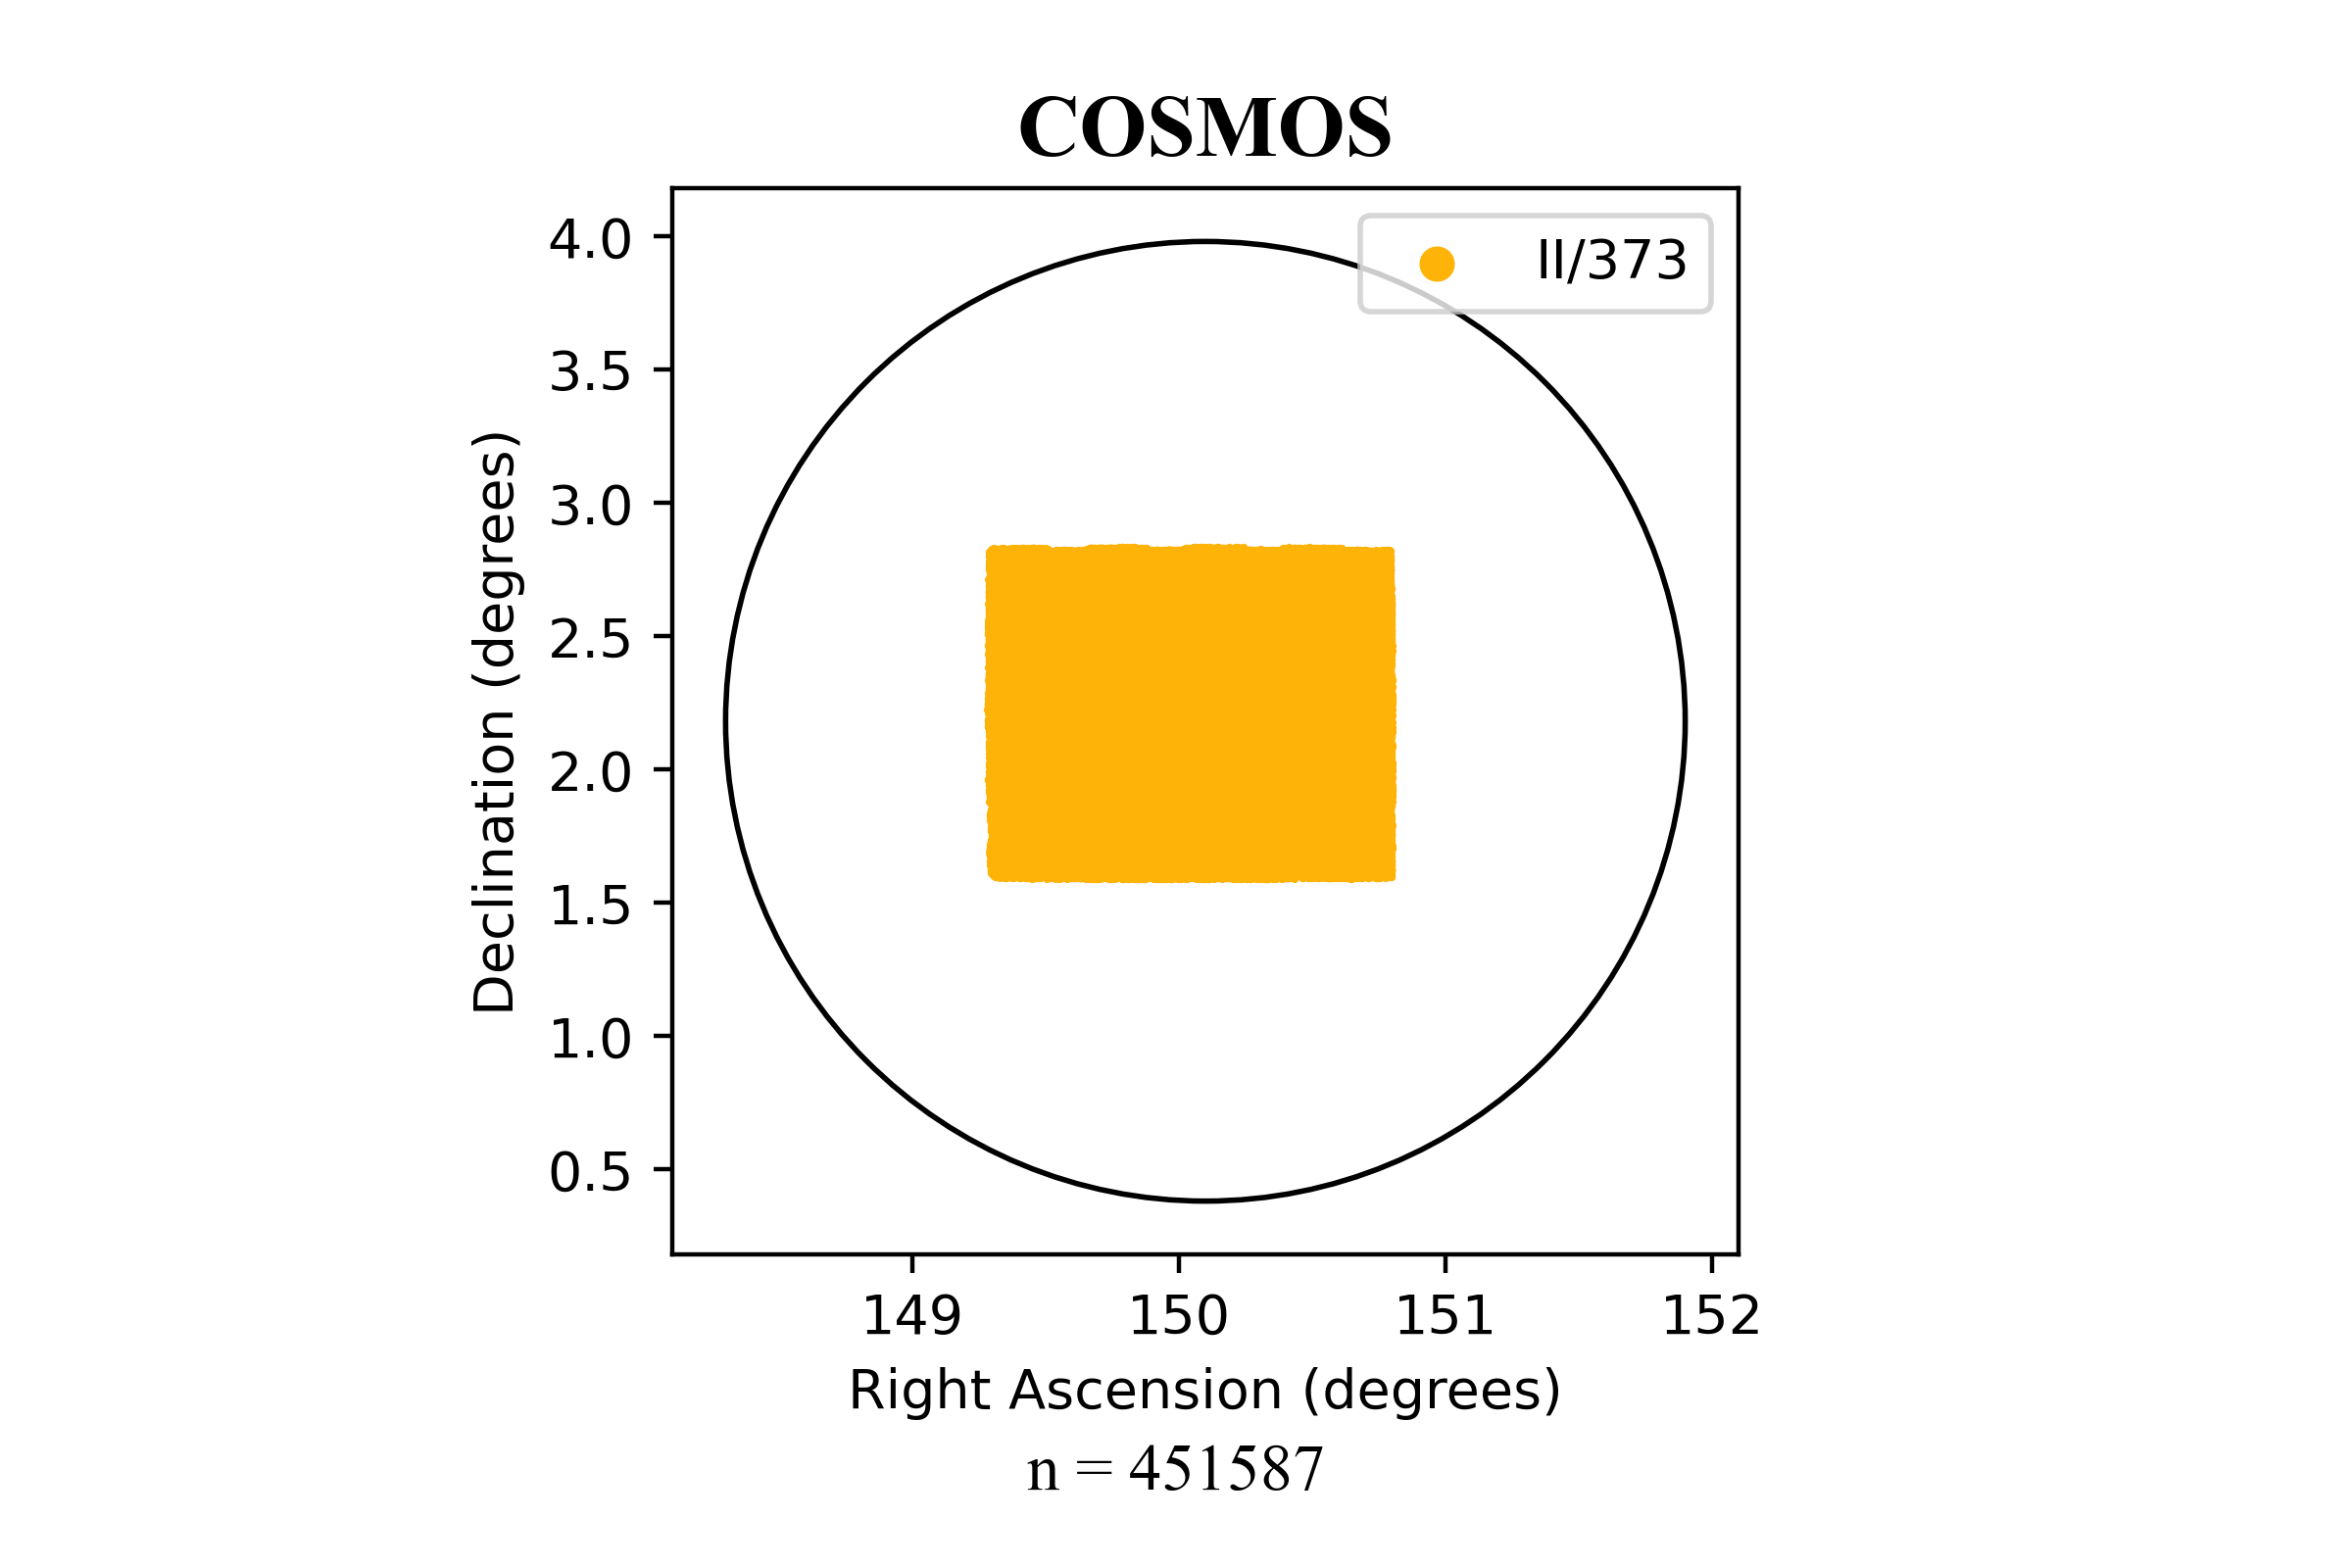 COSMOS
II/373
4.0
3.5
3.0
2.5
2.0
1.5
1.0
0.5
Declination (degrees)
149 150 151 152
Right Ascension (degrees)
n = 451587